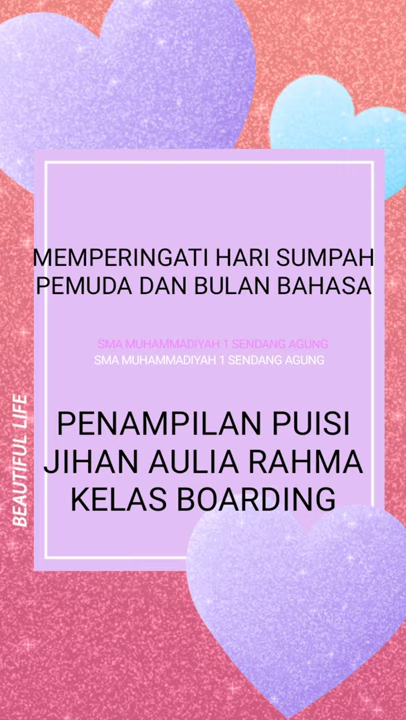 MEMPERINGATI HARI SUMPAH
PEMUDA DAN BULAN BAHASA
SMA MUHAMMADIYAH 1 SENDANG AGUNG
SMA MUHAMMADIYAH 1 SENDANG AGUNG
PENAMPILAN PUISI
JIHAN AULIA RAHMA
KELAS BOARDING
BEAUTIFUL LIFE